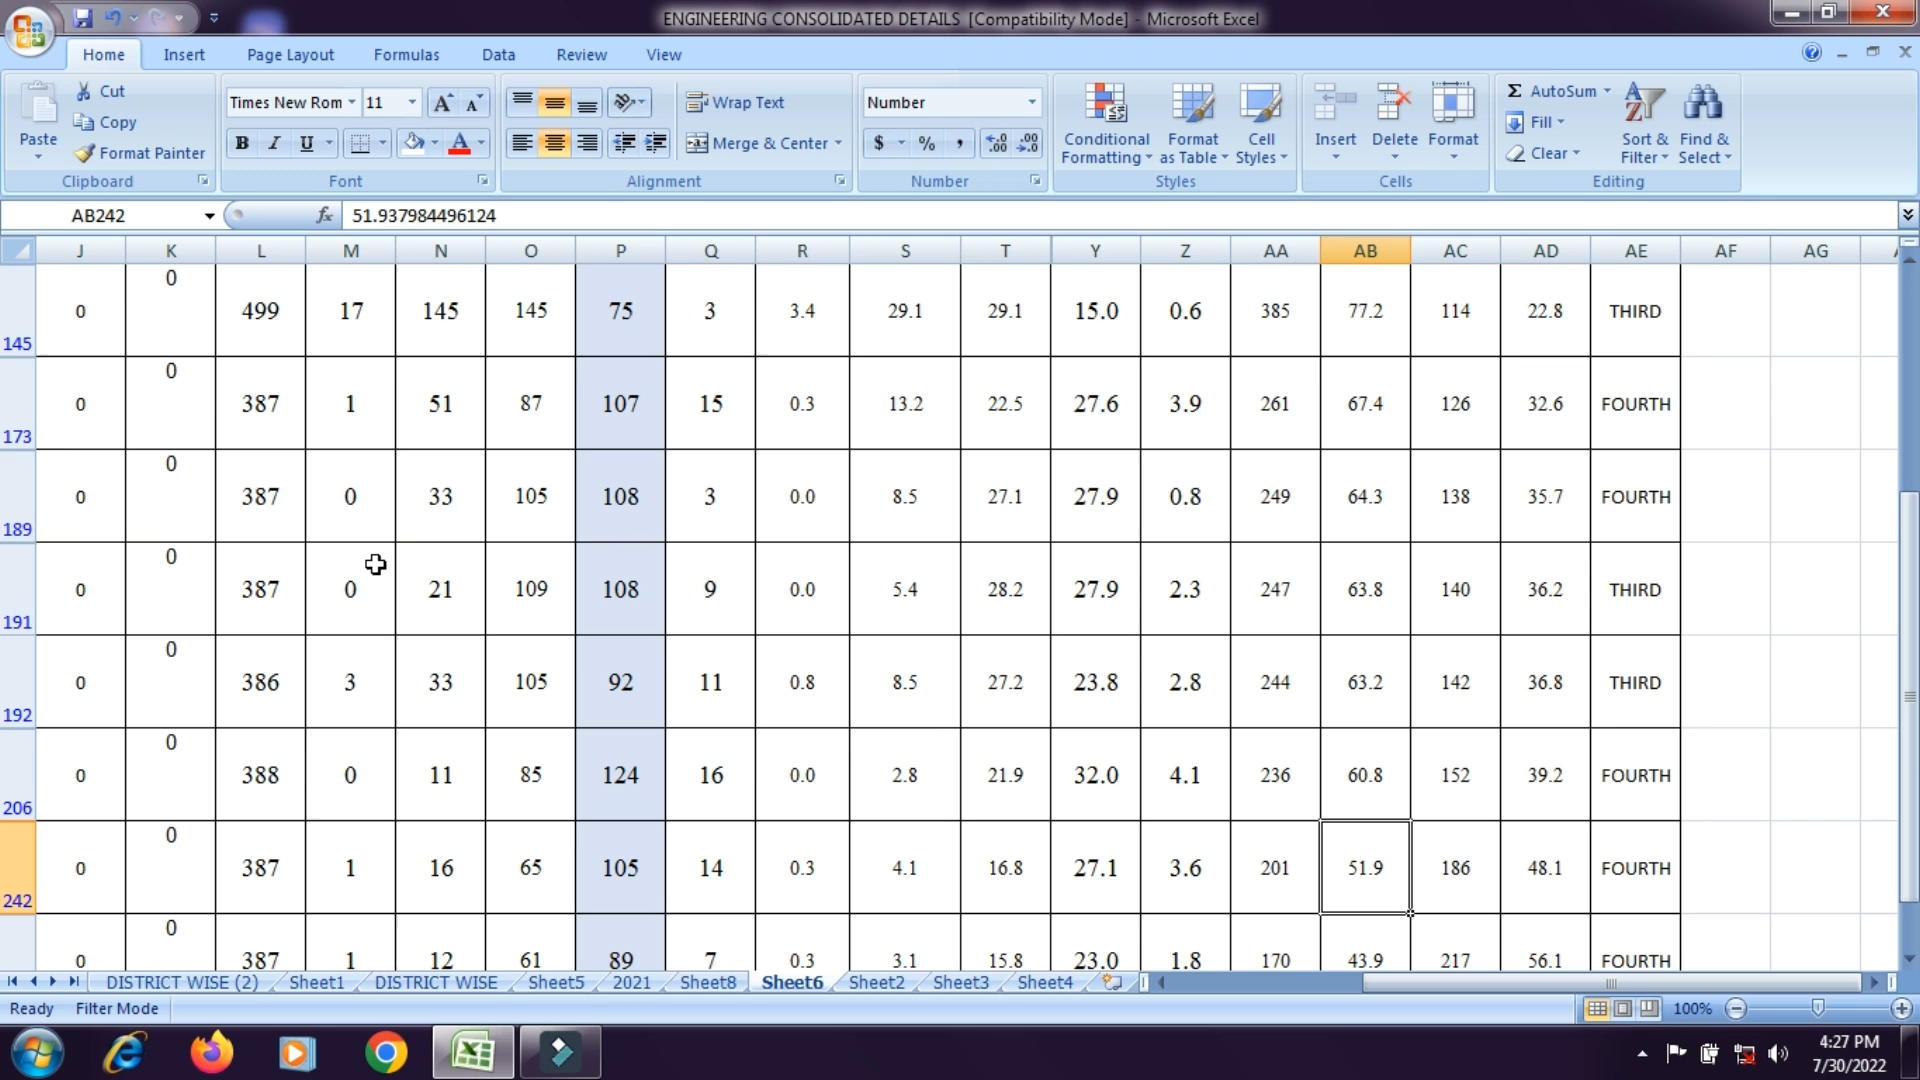 ENGINEERING CONSOLIDATED DETAILS [Compatibility Mode] - Microsoft Excel
Home Insert Page Layout Formulas Data Review View
Paste Cut Copy Format Painter Clipboard
Times New Rom 11 B I U Font
Wrap Text Merge & Center Alignment
Number $ % , Number
Conditional Formatting Format as Table Cell Styles Styles
Insert Delete Format Cells
Σ AutoSum Fill Clear Sort & Filter Find & Select Editing
AB242 fx 51.937984496124
J K L M N O P Q R S T Y Z AA AB AC AD AE AF AG
145 0 0 499 17 145 145 75 3 3.4 29.1 29.1 15.0 0.6 385 77.2 114 22.8 THIRD
173 0 0 387 1 51 87 107 15 0.3 13.2 22.5 27.6 3.9 261 67.4 126 32.6 FOURTH
189 0 0 387 0 33 105 108 3 0.0 8.5 27.1 27.9 0.8 249 64.3 138 35.7 FOURTH
191 0 0 387 0 21 109 108 9 0.0 5.4 28.2 27.9 2.3 247 63.8 140 36.2 THIRD
192 0 0 386 3 33 105 92 11 0.8 8.5 27.2 23.8 2.8 244 63.2 142 36.8 THIRD
206 0 0 388 0 11 85 124 16 0.0 2.8 21.9 32.0 4.1 236 60.8 152 39.2 FOURTH
242 0 0 387 1 16 65 105 14 0.3 4.1 16.8 27.1 3.6 201 51.9 186 48.1 FOURTH
0 0 387 1 12 61 89 7 0.3 3.1 15.8 23.0 1.8 170 43.9 217 56.1 FOURTH
DISTRICT WISE (2) Sheet1 DISTRICT WISE Sheet5 2021 Sheet8 Sheet6 Sheet2 Sheet3 Sheet4
Ready Filter Mode 100%
4:27 PM
7/30/2022